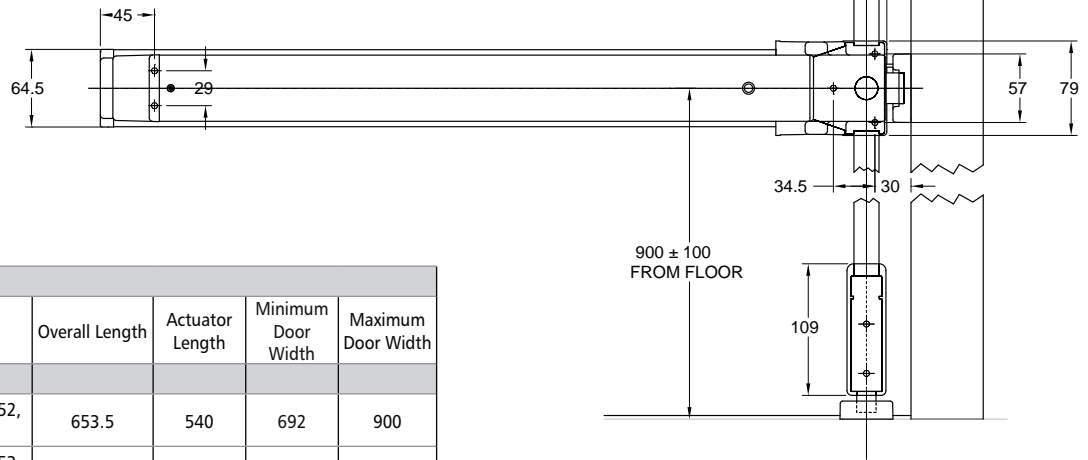 45
64.5
29
57
79
34.5
30
900 ± 100
FROM FLOOR
109
Overall Length
Actuator
Length
Minimum
Door
Width
Maximum
Door Width
52,
653.5
540
692
900